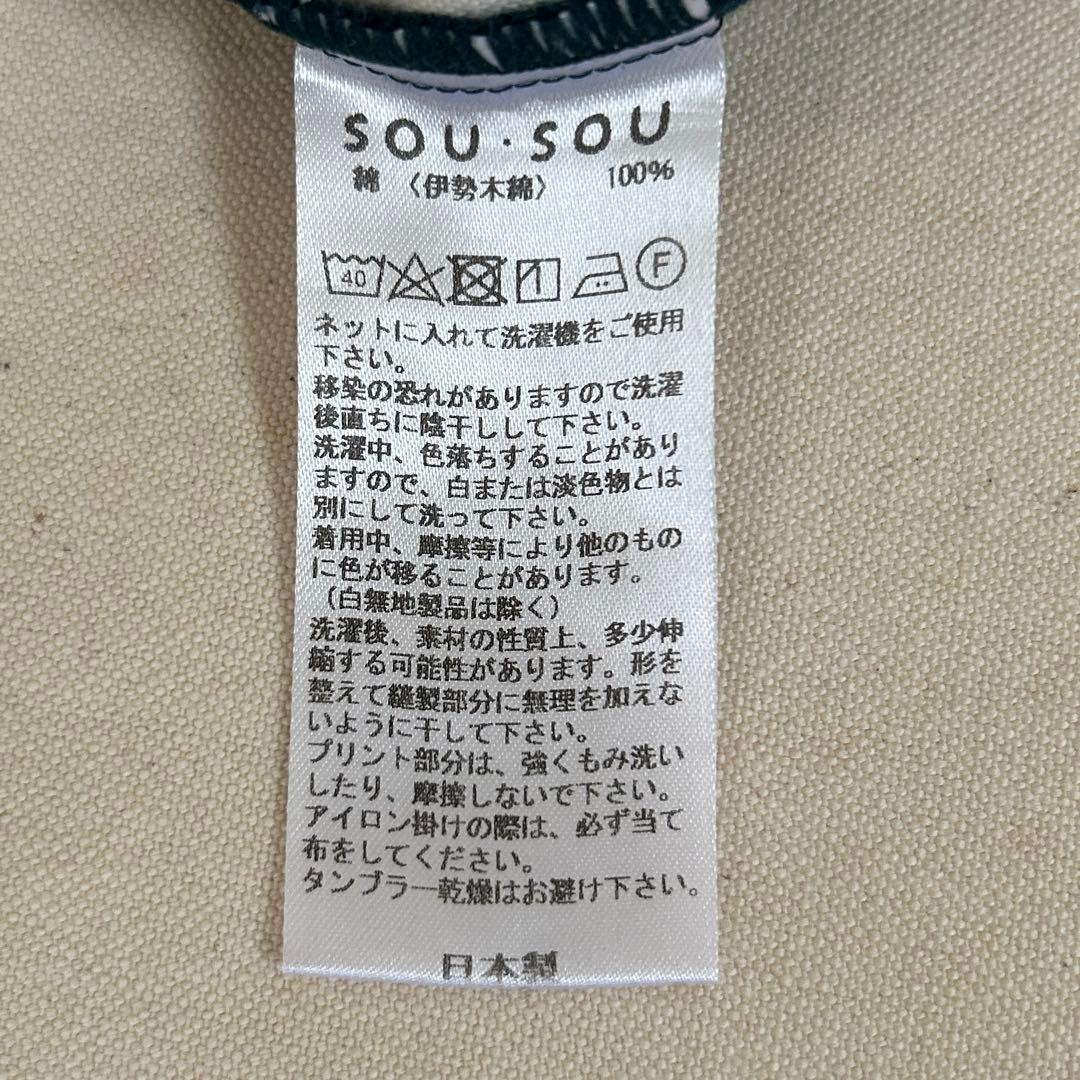 SOU・SOU
綿 〈伊勢木綿〉 100%
40 F
ネットに入れて洗濯機をご使用
下さい。
移染の恐れがありますので洗濯
後直ちに陰干しして下さい。
洗濯中、色落ちすることがあり
ますので、白または淡色物とは
別にして洗って下さい。
着用中、摩擦等により他のもの
に色が移ることがあります。
（白無地製品は除く）
洗濯後、素材の性質上、多少伸
縮する可能性があります。形を
整えて縫製部分に無理を加えな
いように干して下さい。
プリント部分は、強くもみ洗い
したり、摩擦しないで下さい。
アイロン掛けの際は、必ず当て
布をしてください。
タンブラー乾燥はお避け下さい。
日本製